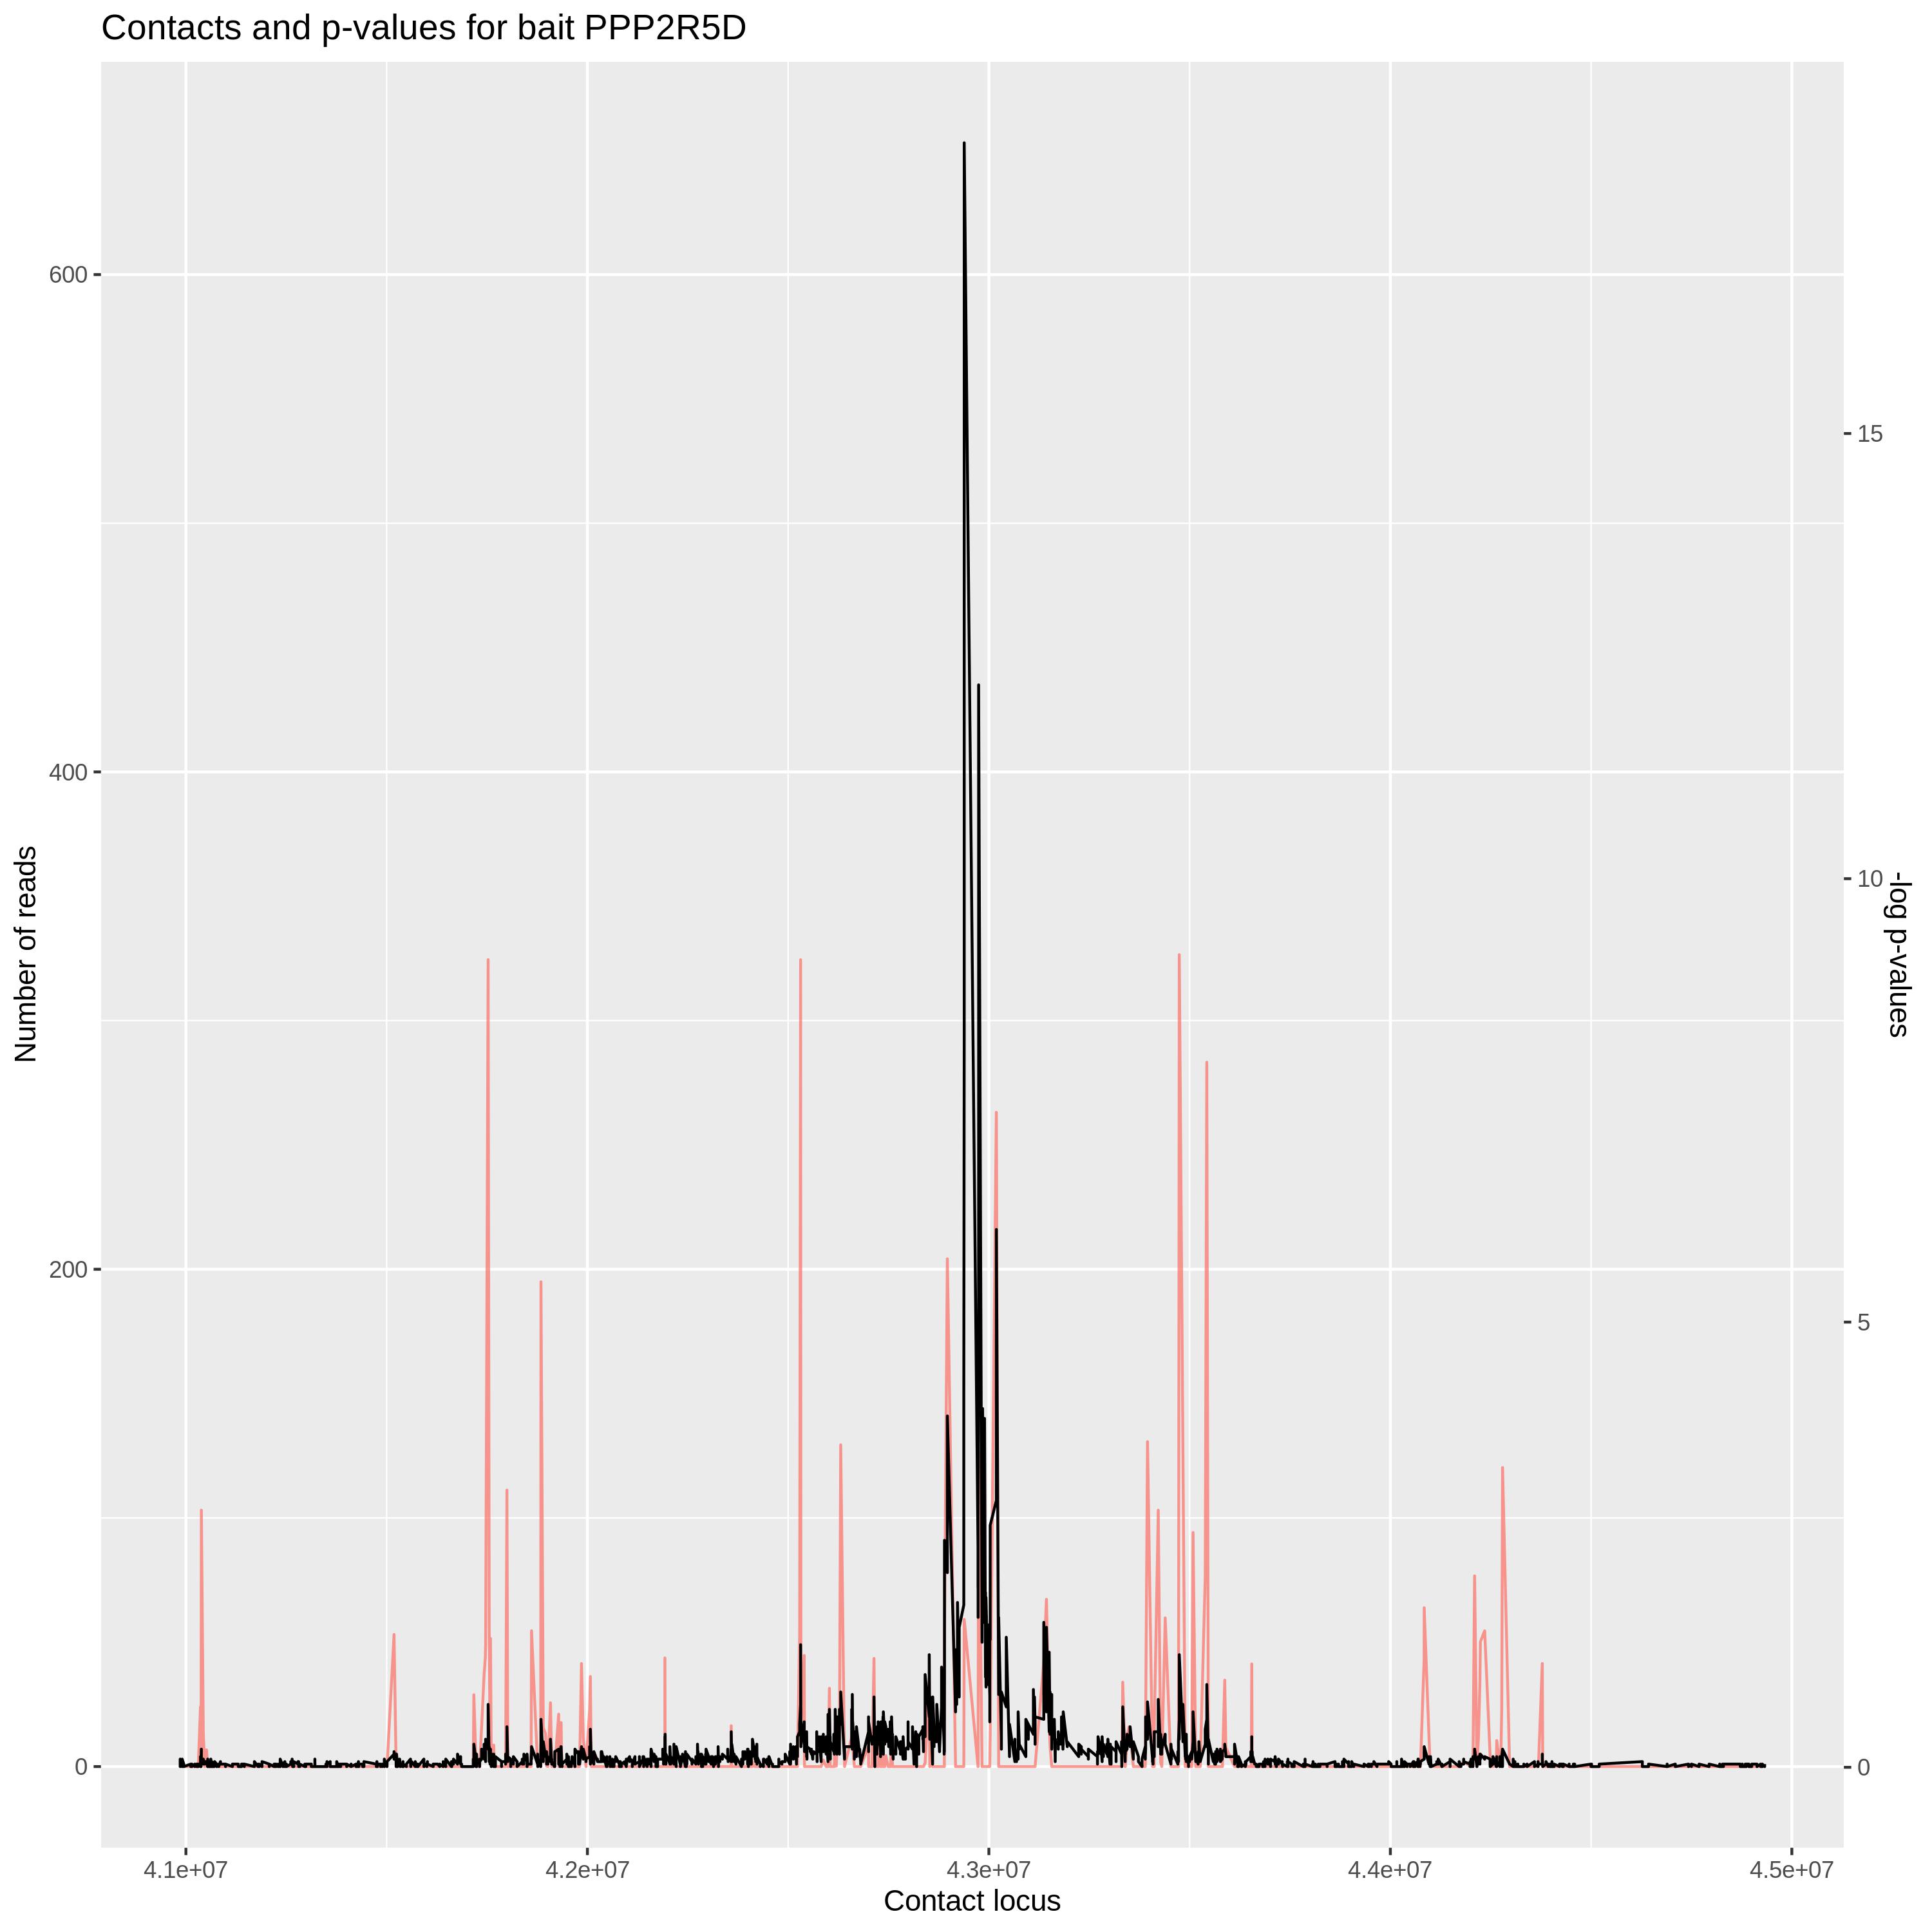 Contacts and p-values for bait PPP2R5D
Number of reads
600
400
200
0
15
10
5
0
-log p-values
4.1e+07 4.2e+07 4.3e+07 4.4e+07 4.5e+07
Contact locus